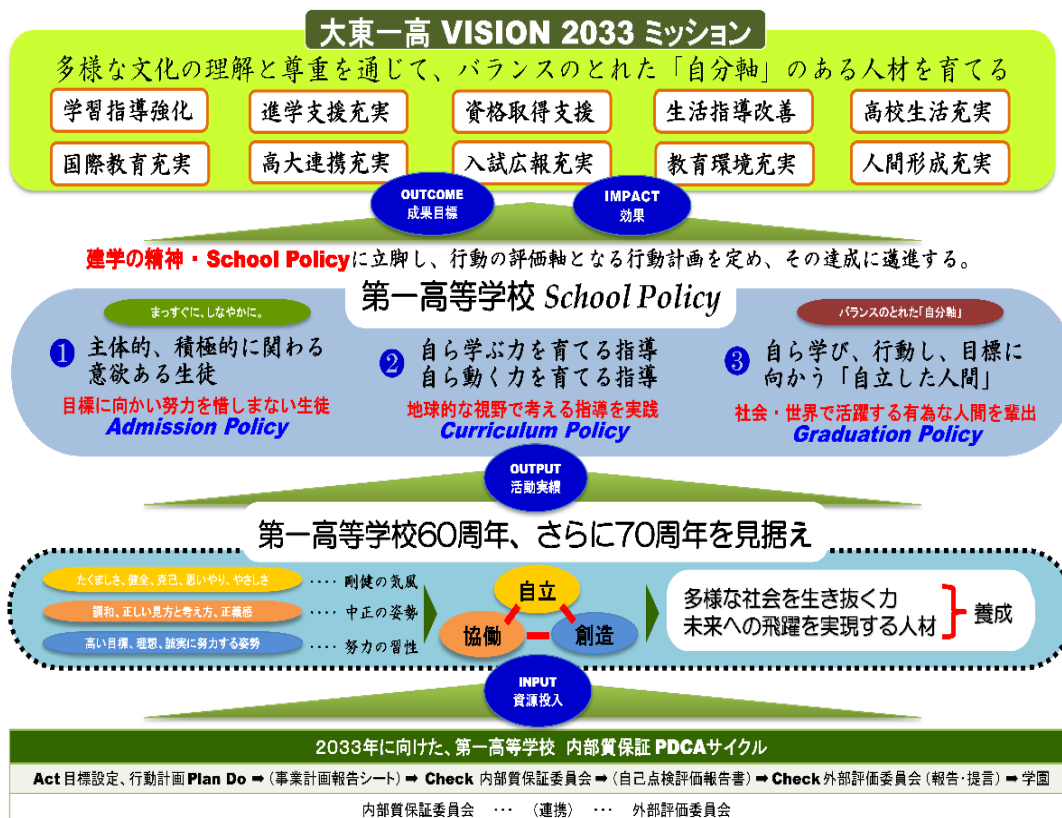 大東一高 VISION 2033 ミッション
多様な文化の理解と尊重を通じて、バランスのとれた「自分軸」のある人材を育てる
学習指導強化 進学支援充実 資格取得支援 生活指導改善 高校生活充実
国際教育充実 高大連携充実 入試広報充実 教育環境充実 人間形成充実
OUTCOME
成果目標
IMPACT
効果
建学の精神・School Policyに立脚し、行動の評価軸となる行動計画を定め、その達成に邁進する。
第一高等学校 School Policy
まっすぐに、しなやかに。
1 主体的、積極的に関わる
意欲ある生徒
目標に向かい努力を惜しまない生徒
Admission Policy
2 自ら学ぶ力を育てる指導
自ら動く力を育てる指導
地球的な視野で考える指導を実践
Curriculum Policy
バランスのとれた「自分軸」
3 自ら学び、行動し、目標に
向かう「自立した人間」
社会・世界で活躍する有為な人間を輩出
Graduation Policy
OUTPUT
活動実績
第一高等学校60周年、さらに70周年を見据え
たくましさ、健全、克己、思いやり、やさしさ ‥‥ 剛健の気風
調和、正しい見方と考え方、正義感 ‥‥ 中正の姿勢
高い目標、理想、誠実に努力する姿勢 ‥‥ 努力の習性
自立
協働 創造
多様な社会を生き抜く力
未来への飛躍を実現する人材
養成
INPUT
資源投入
2033年に向けた、第一高等学校 内部質保証 PDCAサイクル
Act 目標設定、行動計画 Plan Do ➡ (事業計画報告シート) ➡ Check 内部質保証委員会 ➡ (自己点検評価報告書) ➡ Check 外部評価委員会 (報告・提言) ➡ 学園
内部質保証委員会 … (連携) … 外部評価委員会